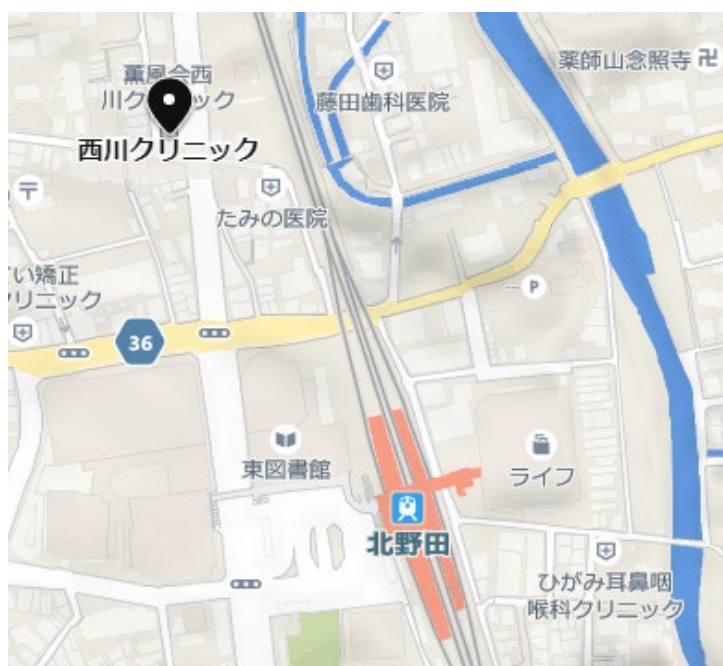 薬師山念照寺
薫風会西
川クリニック
藤田歯科医院
西川クリニック
たみの医院
い矯正
クリニック
36
P
東図書館
ライフ
北野田
ひがみ耳鼻咽
喉科クリニック